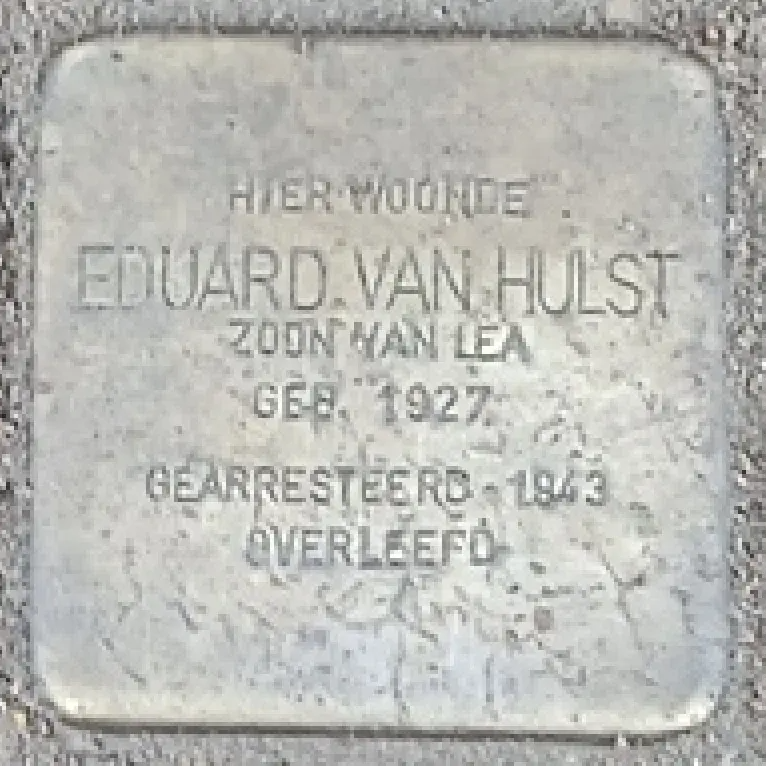 HIER WOONDE
EDUARD VAN HULST
ZOON VAN LEA
GEB. 1927
GEARRESTEERD 1943
OVERLEEFD